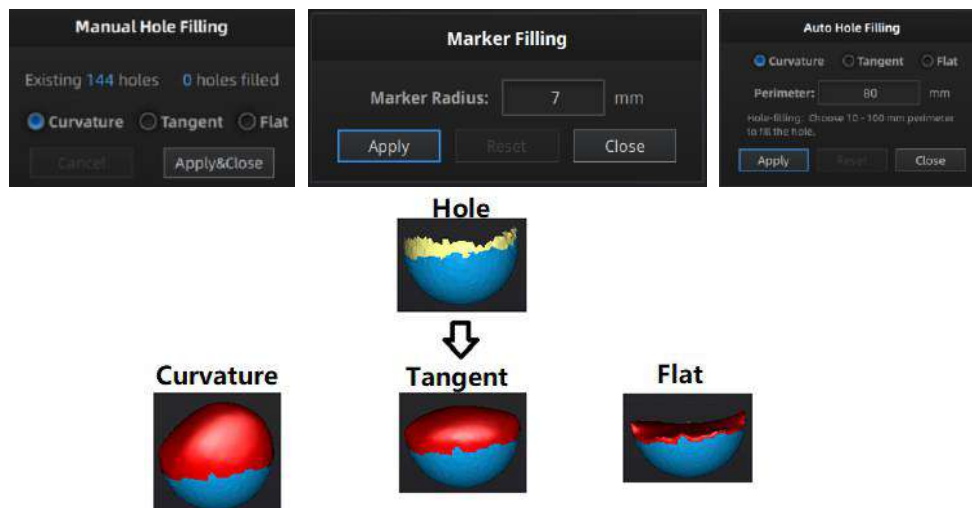 Manual Hole Filling
Existing 144 holes 0 holes filled
Curvature Tangent Flat
Cancel Apply&Close
Marker Filling
Marker Radius: 7 mm
Apply Reset Close
Auto Hole Filling
Curvature Tangent Flat
Perimeter: 80 mm
Hole-filling: Choose 10 - 100 mm perimeter
to fill the hole.
Apply Reset Close
Hole
Curvature Tangent Flat